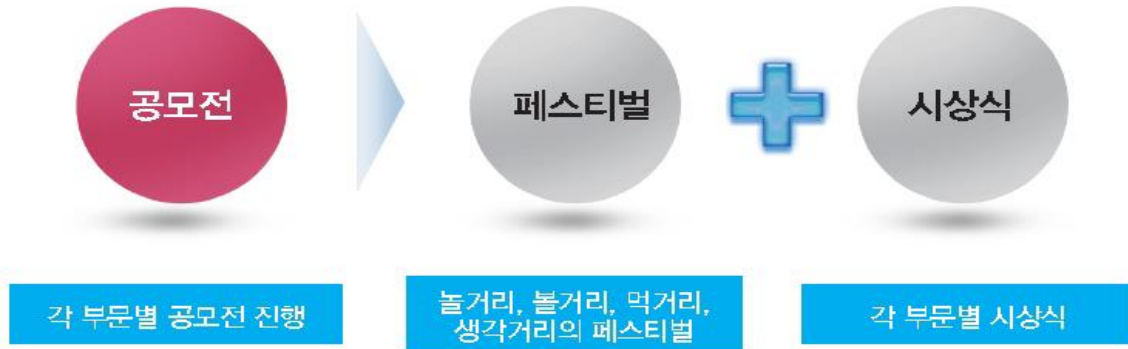 공모전
페스티벌
시상식
각 부문별 공모전 진행
놀거리, 볼거리, 먹거리,
생각거리의 페스티벌
각 부문별 시상식